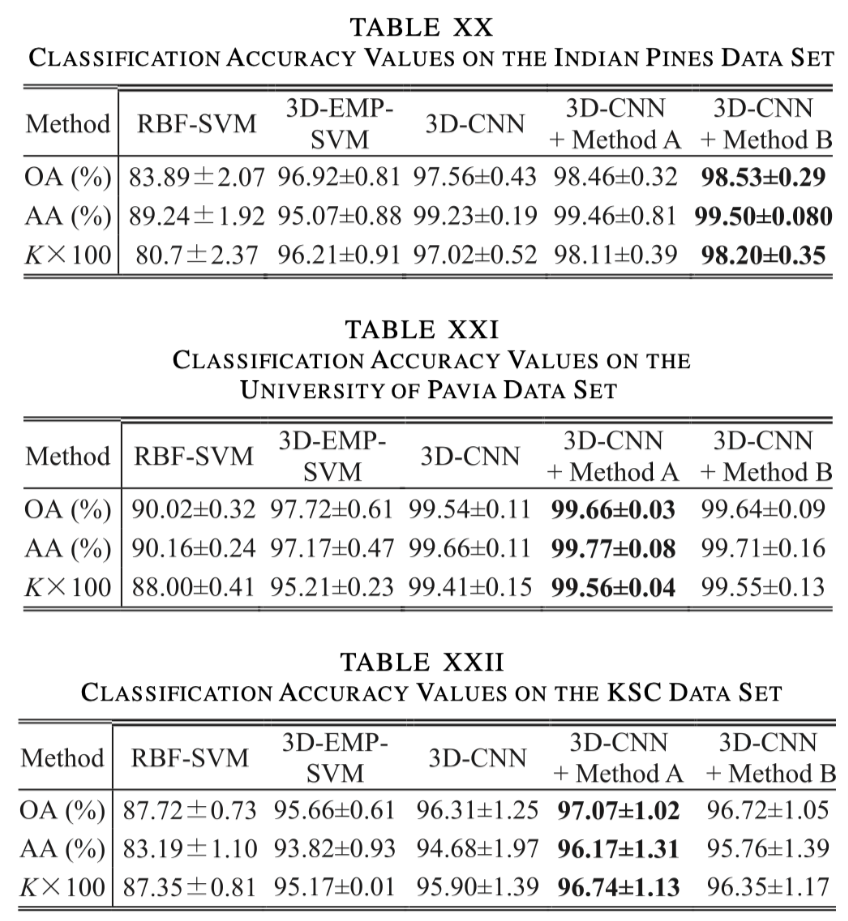 TABLE XX
CLASSIFICATION ACCURACY VALUES ON THE INDIAN PINES DATA SET
Method RBF-SVM 3D-EMP-SVM 3D-CNN 3D-CNN + Method A 3D-CNN + Method B
OA (%) 83.89±2.07 96.92±0.81 97.56±0.43 98.46±0.32 98.53±0.29
AA (%) 89.24±1.92 95.07±0.88 99.23±0.19 99.46±0.81 99.50±0.080
K×100 80.7±2.37 96.21±0.91 97.02±0.52 98.11±0.39 98.20±0.35
TABLE XXI
CLASSIFICATION ACCURACY VALUES ON THE
UNIVERSITY OF PAVIA DATA SET
Method RBF-SVM 3D-EMP-SVM 3D-CNN 3D-CNN + Method A 3D-CNN + Method B
OA (%) 90.02±0.32 97.72±0.61 99.54±0.11 99.66±0.03 99.64±0.09
AA (%) 90.16±0.24 97.17±0.47 99.66±0.11 99.77±0.08 99.71±0.16
K×100 88.00±0.41 95.21±0.23 99.41±0.15 99.56±0.04 99.55±0.13
TABLE XXII
CLASSIFICATION ACCURACY VALUES ON THE KSC DATA SET
Method RBF-SVM 3D-EMP-SVM 3D-CNN 3D-CNN + Method A 3D-CNN + Method B
OA (%) 87.72±0.73 95.66±0.61 96.31±1.25 97.07±1.02 96.72±1.05
AA (%) 83.19±1.10 93.82±0.93 94.68±1.97 96.17±1.31 95.76±1.39
K×100 87.35±0.81 95.17±0.01 95.90±1.39 96.74±1.13 96.35±1.17